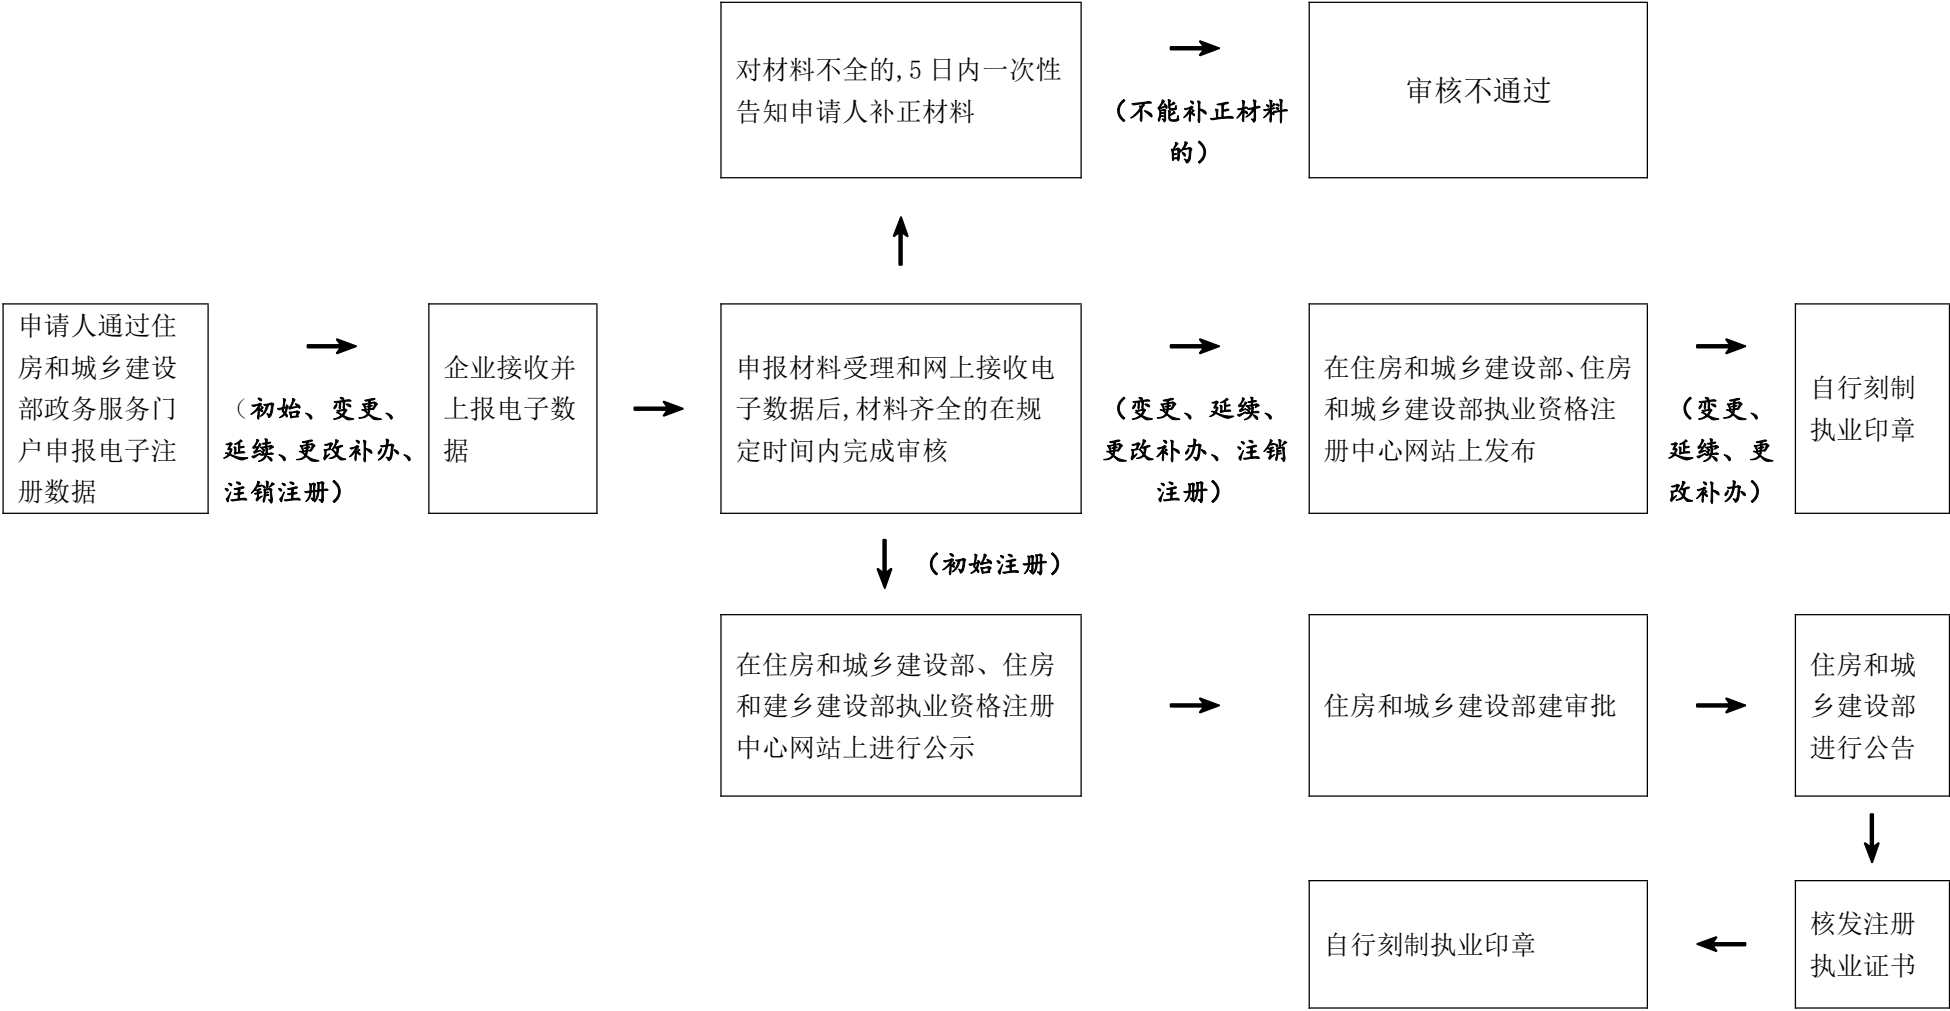 对材料不全的,5日内一次性
告知申请人补正材料
（不能补正材料
的）
审核不通过
申请人通过住
房和城乡建设
部政务服务门
户申报电子注
册数据
（初始、变更、
延续、更改补办、
注销注册）
企业接收并
上报电子数
据
申报材料受理和网上接收电
子数据后,材料齐全的在规
定时间内完成审核
（变更、延续、
更改补办、注销
注册）
在住房和城乡建设部、住房
和城乡建设部执业资格注
册中心网站上发布
（变更、
延续、更
改补办）
自行刻制
执业印章
（初始注册）
在住房和城乡建设部、住房
和建乡建设部执业资格注册
中心网站上进行公示
住房和城乡建设部建审批
住房和城
乡建设部
进行公告
自行刻制执业印章
核发注册
执业证书